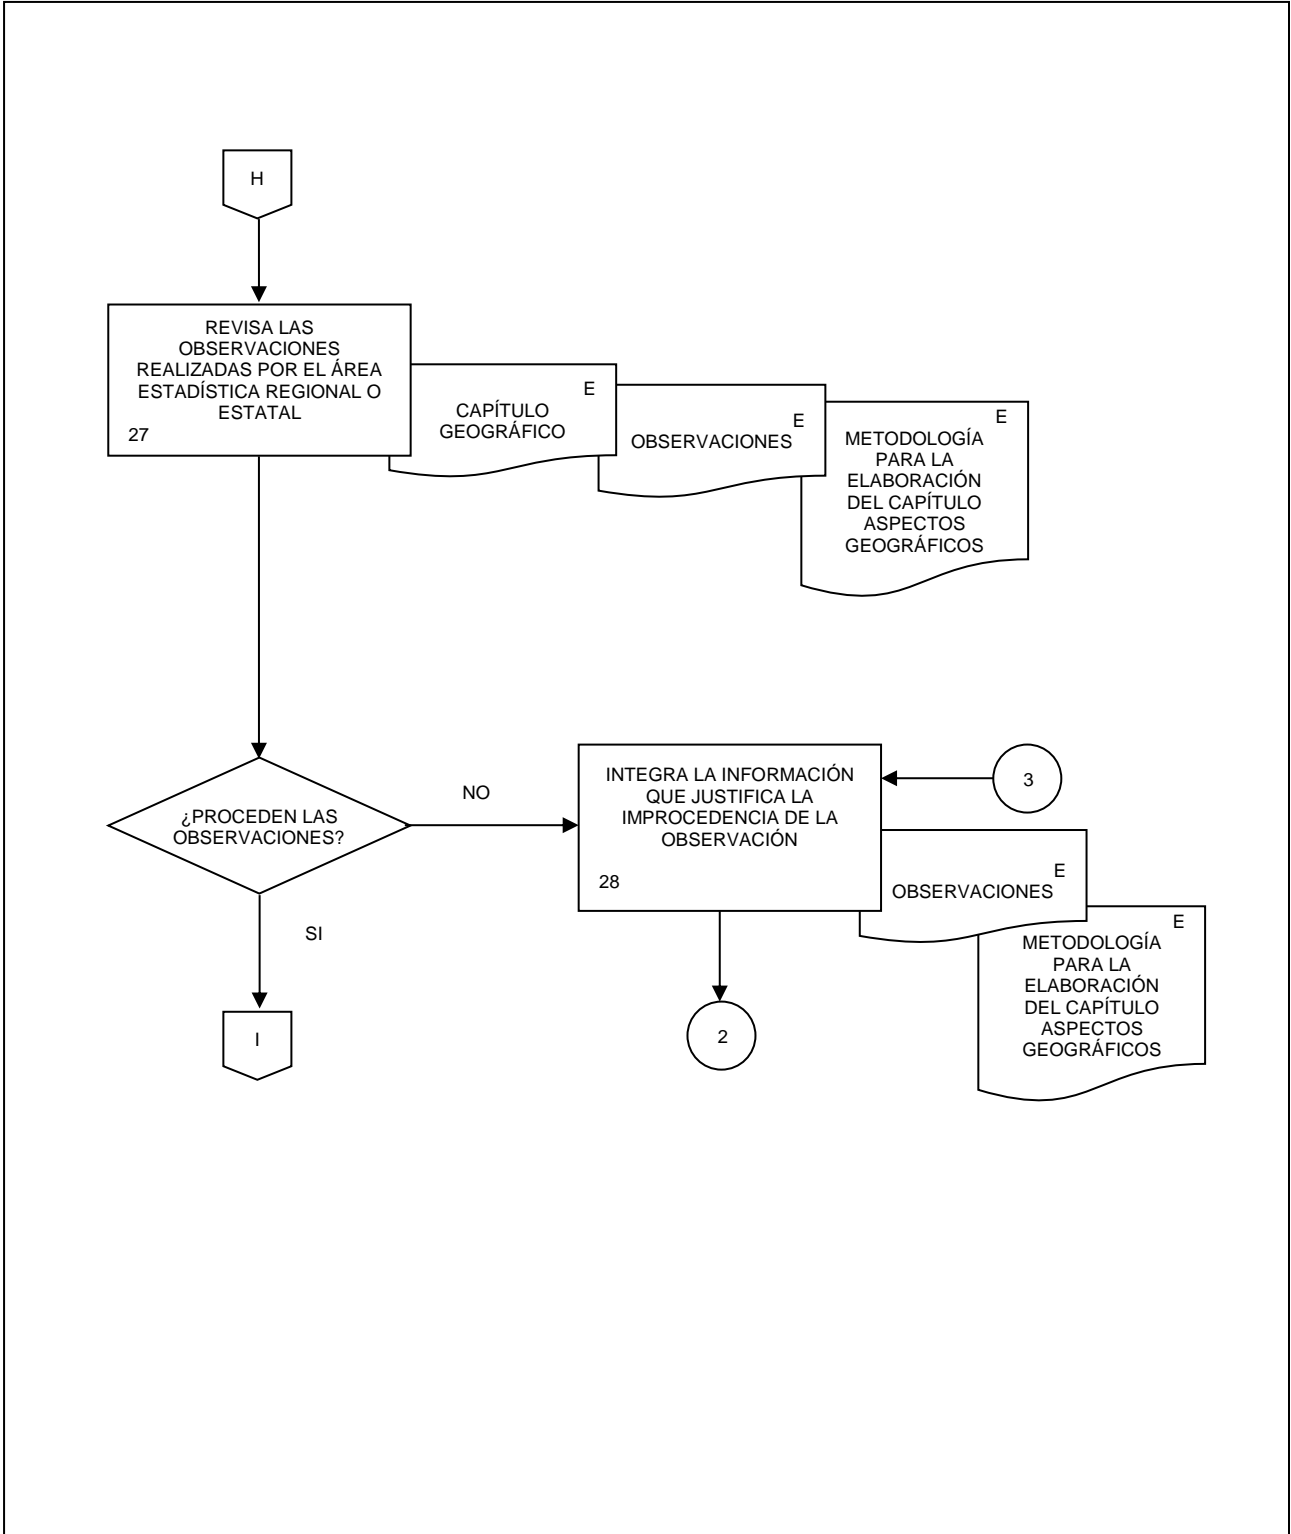 H
REVISA LAS
OBSERVACIONES
REALIZADAS POR EL ÁREA
ESTADÍSTICA REGIONAL O
ESTATAL
27
E
CAPÍTULO
GEOGRÁFICO
E
OBSERVACIONES
E
METODOLOGÍA
PARA LA
ELABORACIÓN
DEL CAPÍTULO
ASPECTOS
GEOGRÁFICOS
¿PROCEDEN LAS
OBSERVACIONES?
NO
SI
I
INTEGRA LA INFORMACIÓN
QUE JUSTIFICA LA
IMPROCEDENCIA DE LA
OBSERVACIÓN
28
3
E
OBSERVACIONES
E
METODOLOGÍA
PARA LA
ELABORACIÓN
DEL CAPÍTULO
ASPECTOS
GEOGRÁFICOS
2